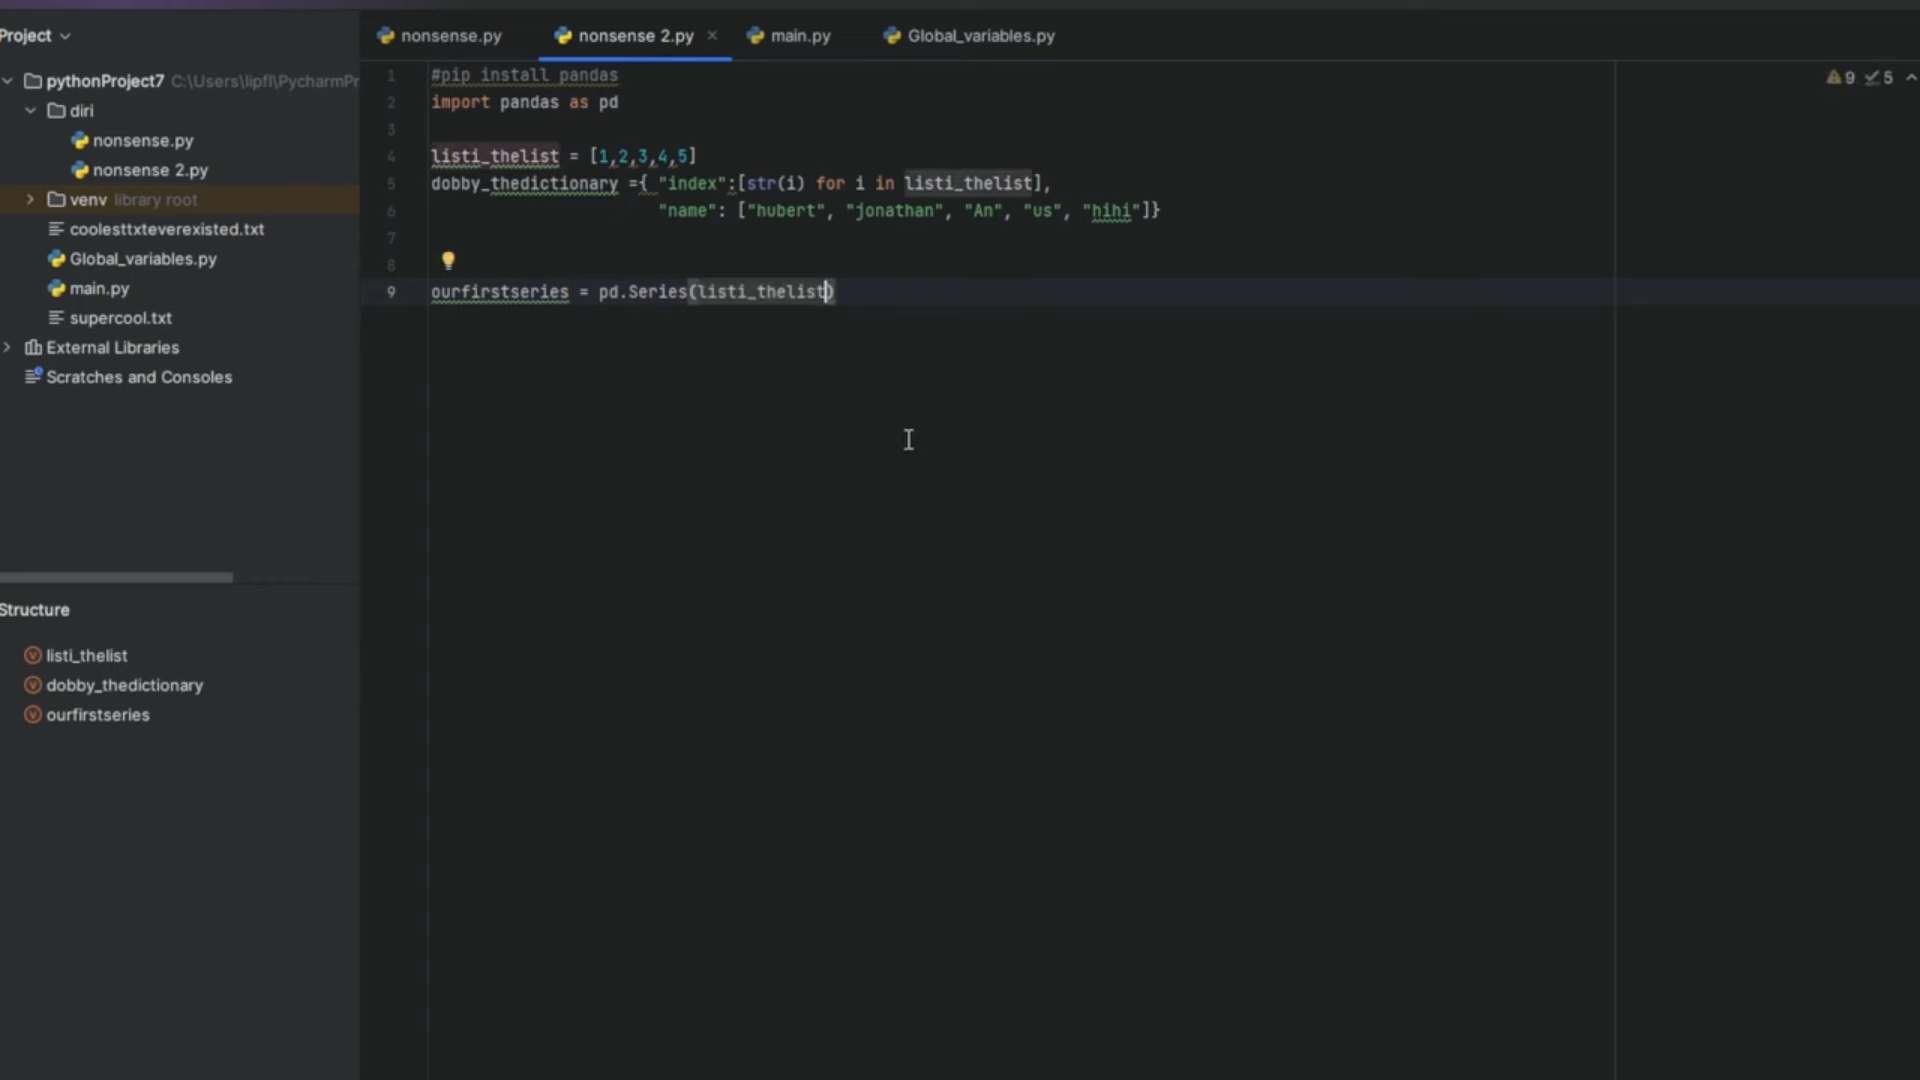 Project
nonsense.py
nonsense 2.py
main.py
Global_variables.py
pythonProject7 C:\Users\lipfl\PycharmPr
diri
nonsense.py
nonsense 2.py
venv library root
coolesttxteverexisted.txt
Global_variables.py
main.py
supercool.txt
External Libraries
Scratches and Consoles
Structure
listi_thelist
dobby_thedictionary
ourfirstseries
9 5
1 #pip install pandas
2 import pandas as pd
3
4 listi_thelist = [1,2,3,4,5]
5 dobby_thedictionary ={ "index":[str(i) for i in listi_thelist],
6 "name": ["hubert", "jonathan", "An", "us", "hihi"]}
7
8
9 ourfirstseries = pd.Series(listi_thelist)